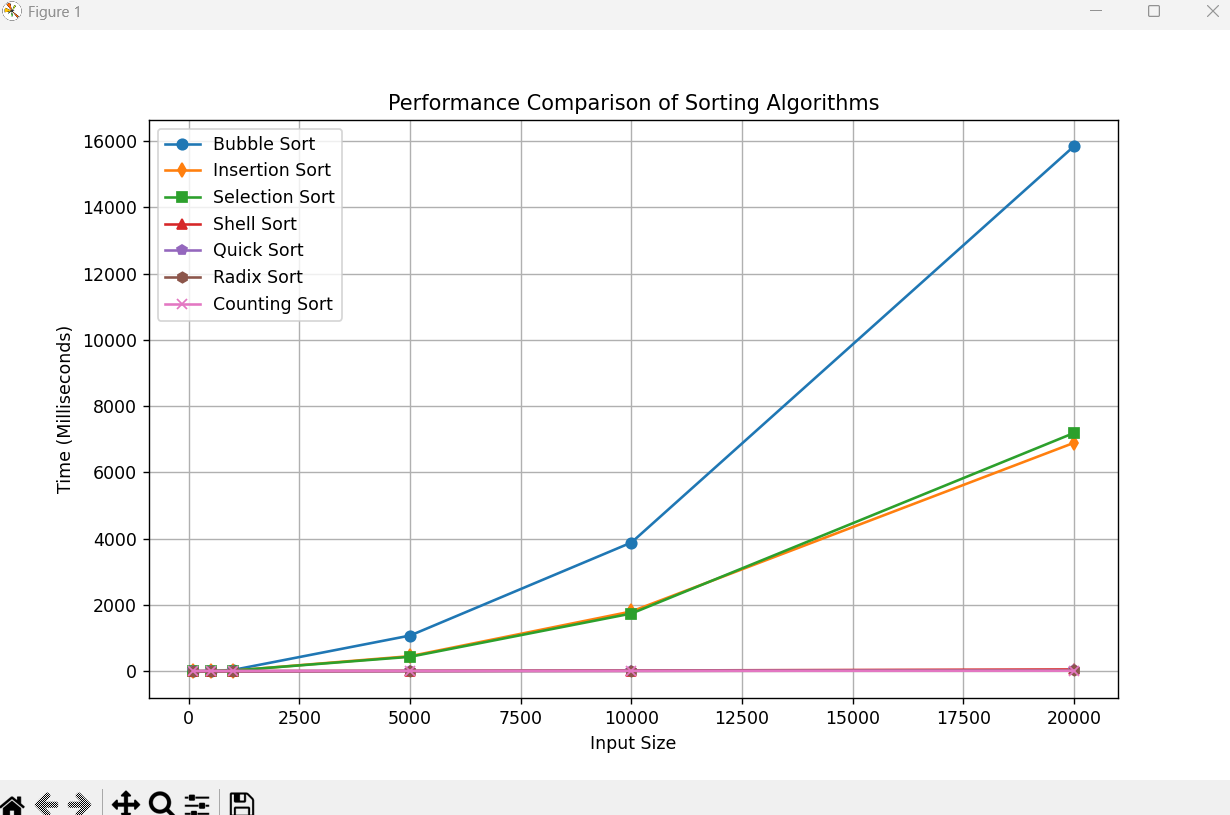 Figure 1
Performance Comparison of Sorting Algorithms
Bubble Sort
Insertion Sort
Selection Sort
Shell Sort
Quick Sort
Radix Sort
Counting Sort
16000
14000
12000
10000
8000
6000
4000
2000
0
Time (Milliseconds)
0 2500 5000 7500 10000 12500 15000 17500 20000
Input Size